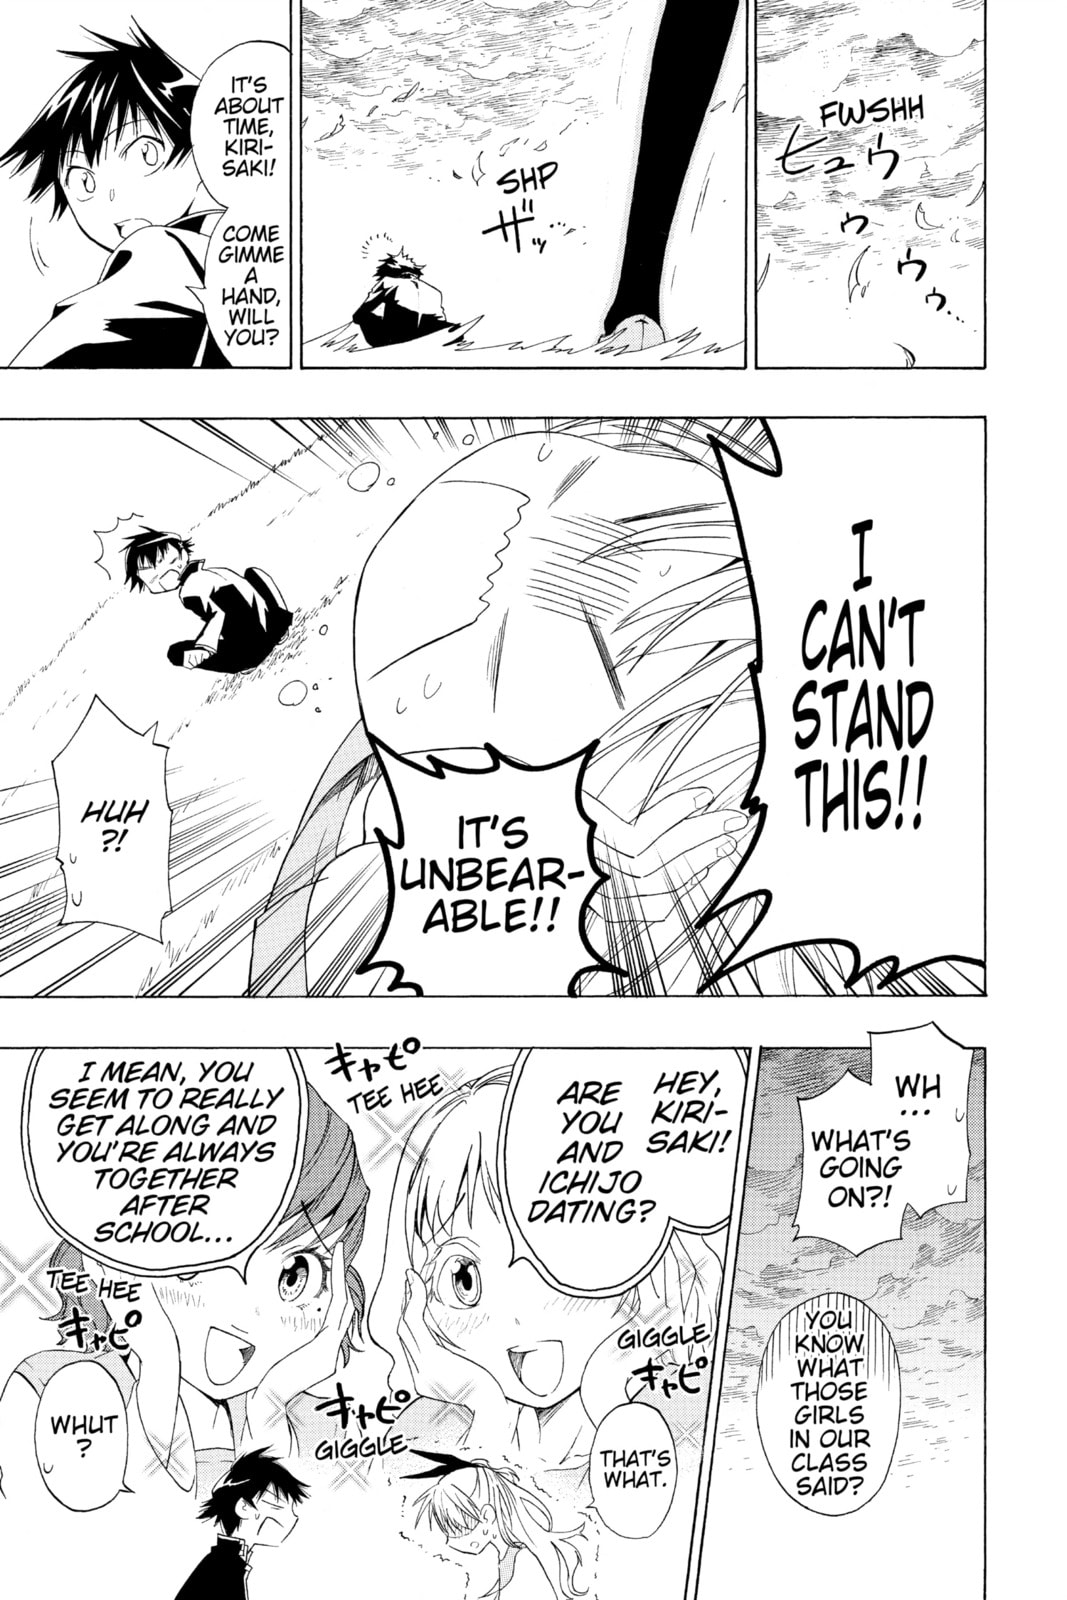 FWSHH
ヒュウ
ゥ
ウ
ゥ...
SHP
ザッ
IT'S
ABOUT
TIME,
KIRI-
SAKI!
COME
GIMME
A
HAND,
WILL
YOU?
I
CAN'T
STAND
THIS!!
IT'S
UNBEAR-
ABLE!!
HUH
?!
WH
...
WHAT'S
GOING
ON?!
YOU
KNOW
WHAT
THOSE
GIRLS
IN OUR
CLASS
SAID?
HEY,
KIRI-
SAKI!
ARE
YOU
AND
ICHIJO
DATING?
キャピ
TEE HEE
I MEAN, YOU
SEEM TO REALLY
GET ALONG AND
YOU'RE ALWAYS
TOGETHER
AFTER
SCHOOL...
TEE HEE
キャピ
GIGGLE
キャピ
キャピ
GIGGLE
THAT'S
WHAT.
WHUT
?